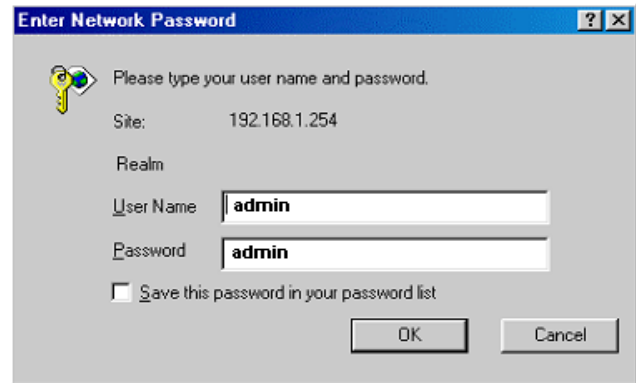 Enter Network Password
Please type your user name and password.
Site: 192.168.1.254
Realm
User Name admin
Password admin
Save this password in your password list
OK Cancel